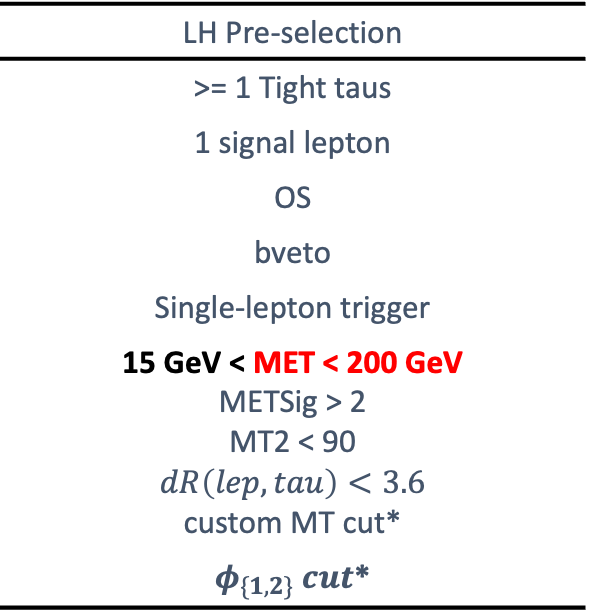 LH Pre-selection
>= 1 Tight taus
1 signal lepton
OS
bveto
Single-lepton trigger
15 GeV < MET < 200 GeV
METSig > 2
MT2 < 90
dR(lep, tau) < 3.6
custom MT cut*
ϕ{1,2} cut*